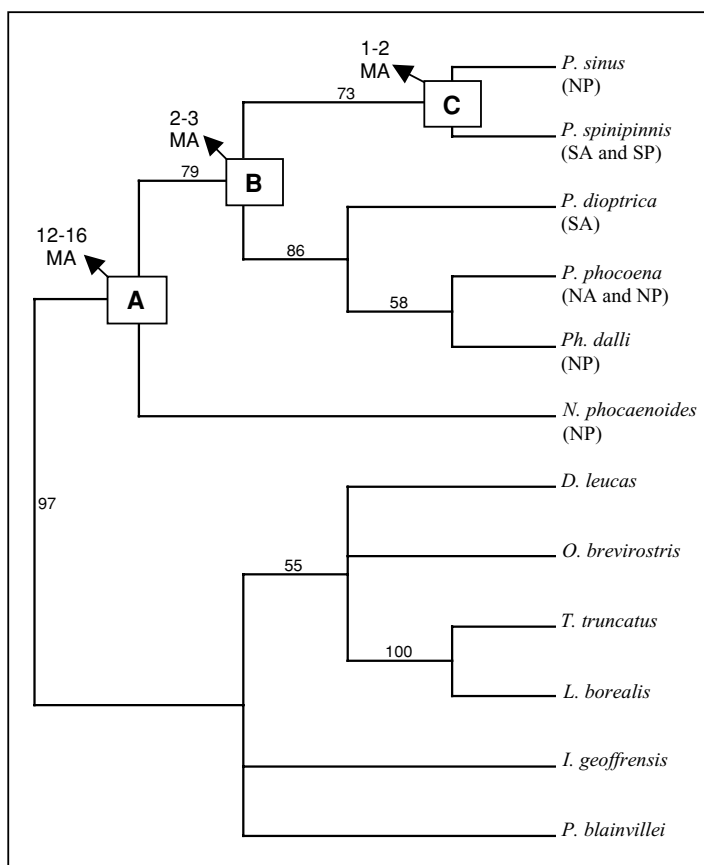 1-2
MA
P. sinus
(NP)
73
C
2-3
MA
P. spinipinnis
(SA and SP)
79
B
P. dioptrica
(SA)
12-16
MA
86
P. phocoena
(NA and NP)
A
58
Ph. dalli
(NP)
N. phocaenoides
(NP)
D. leucas
97
O. brevirostris
55
T. truncatus
100
L. borealis
I. geoffrensis
P. blainvillei